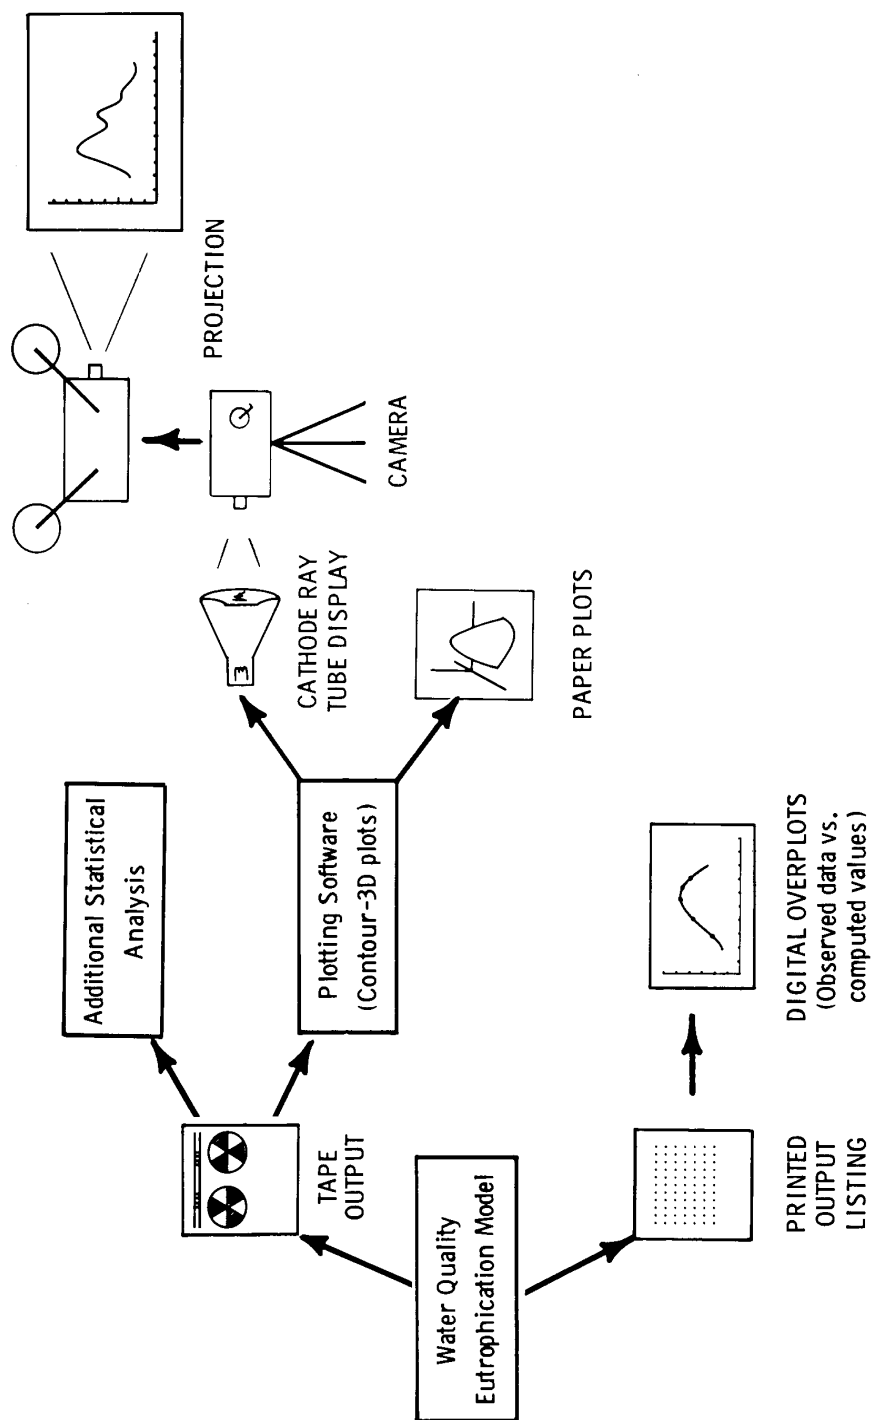 Water Quality
Eutrophication Model
TAPE
OUTPUT
PRINTED
OUTPUT
LISTING
Additional Statistical
Analysis
Plotting Software
(Contour-3D plots)
DIGITAL OVERPLOTS
(Observed data vs.
computed values)
CATHODE RAY
TUBE DISPLAY
PAPER PLOTS
CAMERA
PROJECTION